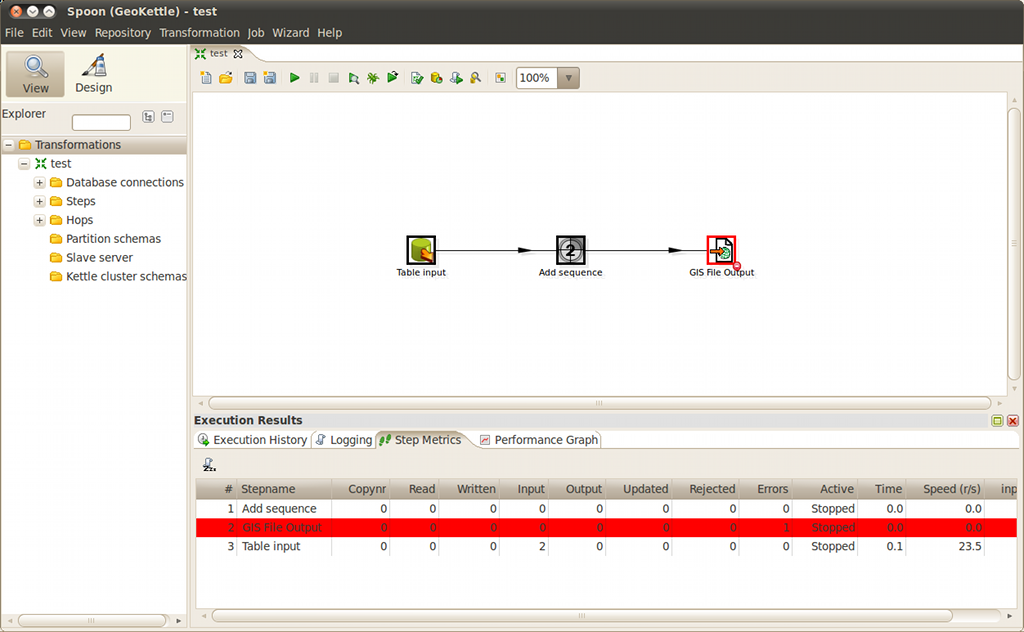 Spoon (GeoKettle) - test
File Edit View Repository Transformation Job Wizard Help
View
Design
Explorer
Transformations
test
Database connections
Steps
Hops
Partition schemas
Slave server
Kettle cluster schemas
test
100%
Table input
2
Add sequence
GIS File Output
Execution Results
Execution History Logging Step Metrics Performance Graph
# Stepname Copynr Read Written Input Output Updated Rejected Errors Active Time Speed (r/s) inp
1 Add sequence 0 0 0 0 0 0 0 0 Stopped 0.0 0.0
2 GIS File Output 0 0 0 0 0 0 0 1 Stopped 0.0 0.0
3 Table input 0 0 0 2 0 0 0 0 Stopped 0.1 23.5